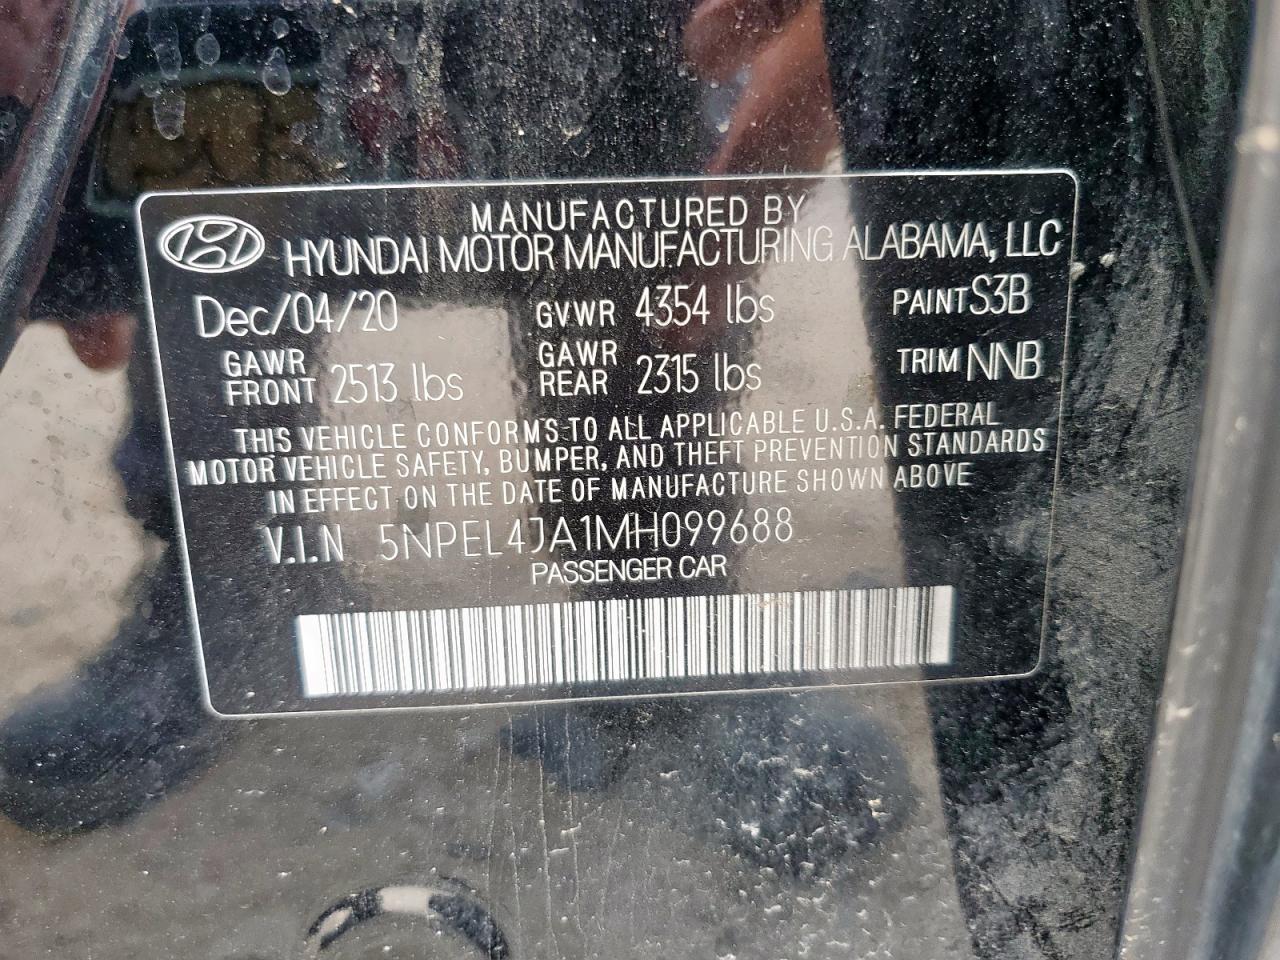 MANUFACTURED BY
HYUNDAI MOTOR MANUFACTURING ALABAMA, LLC
Dec/04/20 GVWR 4354 lbs PAINT S3B
GAWR FRONT 2513 lbs GAWR REAR 2315 lbs TRIM NNB
THIS VEHICLE CONFORMS TO ALL APPLICABLE U.S.A. FEDERAL
MOTOR VEHICLE SAFETY, BUMPER, AND THEFT PREVENTION STANDARDS
IN EFFECT ON THE DATE OF MANUFACTURE SHOWN ABOVE
V.I.N 5NPEL4JA1MH099688
PASSENGER CAR